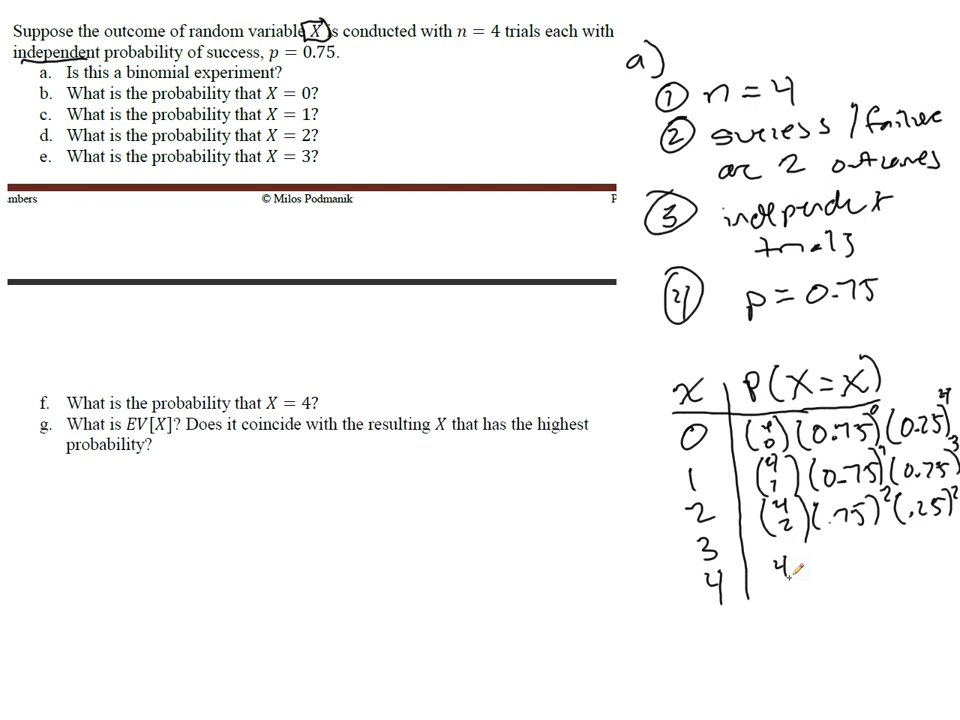 Suppose the outcome of random variable X is conducted with n = 4 trials each with
independent probability of success, p = 0.75.
a. Is this a binomial experiment?
b. What is the probability that X = 0?
c. What is the probability that X = 1?
d. What is the probability that X = 2?
e. What is the probability that X = 3?
mbers © Milos Podmanik P
f. What is the probability that X = 4?
g. What is EV[X]? Does it coincide with the resulting X that has the highest
probability?
a)
① n = 4
② success / failure
are 2 outcomes
③ independent
trials
④ p = 0.75
x | P(X = x)
0 | (4 0)(0.75)^0(0.25)^4
1 | (4 1)(0.75)^1(0.75)^3
2 | (4 2)(.75)^2(.25)^2
3
4 | 4